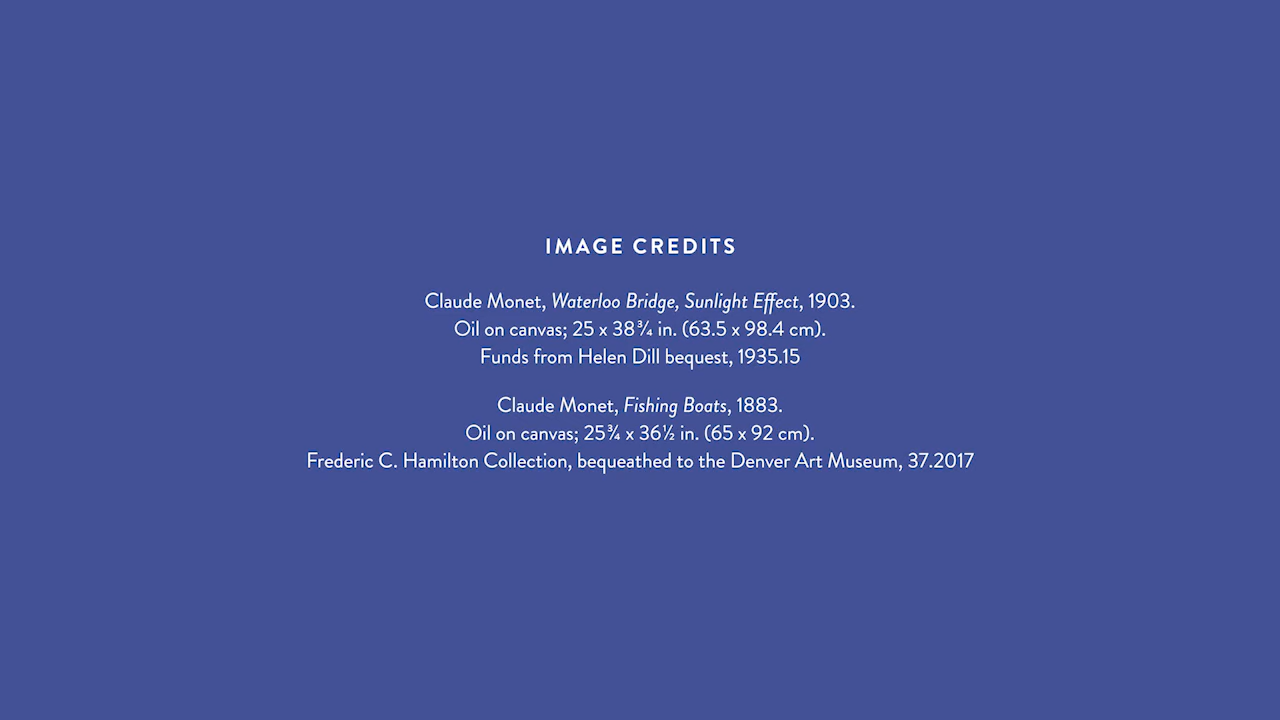 IMAGE CREDITS
Claude Monet, Waterloo Bridge, Sunlight Effect, 1903.
Oil on canvas; 25 x 38¾ in. (63.5 x 98.4 cm).
Funds from Helen Dill bequest, 1935.15
Claude Monet, Fishing Boats, 1883.
Oil on canvas; 25¾ x 36½ in. (65 x 92 cm).
Frederic C. Hamilton Collection, bequeathed to the Denver Art Museum, 37.2017